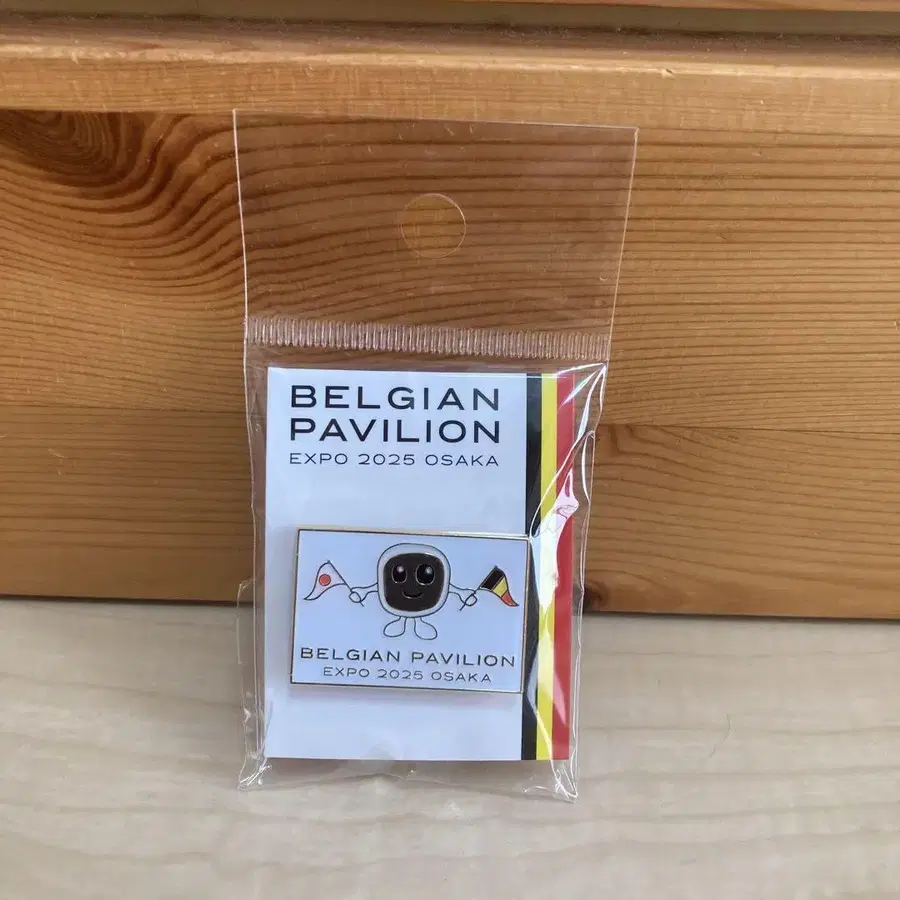 BELGIAN
PAVILION
EXPO 2025 OSAKA
BELGIAN PAVILION
EXPO 2025 OSAKA